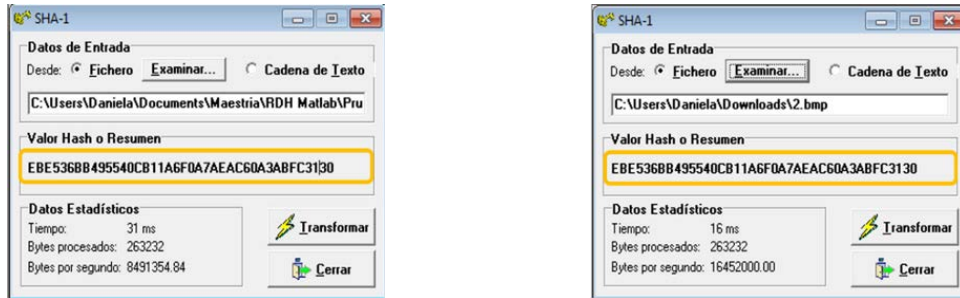 SHA-1
Datos de Entrada
Desde: Fichero Examinar... Cadena de Texto
C:\Users\Daniela\Documents\Maestria\RDH Matlab\Pru
Valor Hash o Resumen
EBE536BB495540CB11A6F0A7AEAC60A3ABFC3130
Datos Estadísticos
Tiempo: 31 ms
Bytes procesados: 263232
Bytes por segundo: 8491354.84
Transformar
Cerrar
SHA-1
Datos de Entrada
Desde: Fichero Examinar... Cadena de Texto
C:\Users\Daniela\Downloads\2.bmp
Valor Hash o Resumen
EBE536BB495540CB11A6F0A7AEAC60A3ABFC3130
Datos Estadísticos
Tiempo: 16 ms
Bytes procesados: 263232
Bytes por segundo: 16452000.00
Transformar
Cerrar